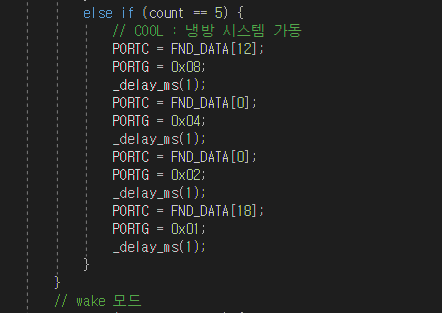 else if (count == 5) {
// COOL : 냉방 시스템 가동
PORTC = FND_DATA[12];
PORTG = 0x08;
_delay_ms(1);
PORTC = FND_DATA[0];
PORTG = 0x04;
_delay_ms(1);
PORTC = FND_DATA[0];
PORTG = 0x02;
_delay_ms(1);
PORTC = FND_DATA[18];
PORTG = 0x01;
_delay_ms(1);
}
}
// wake 모드